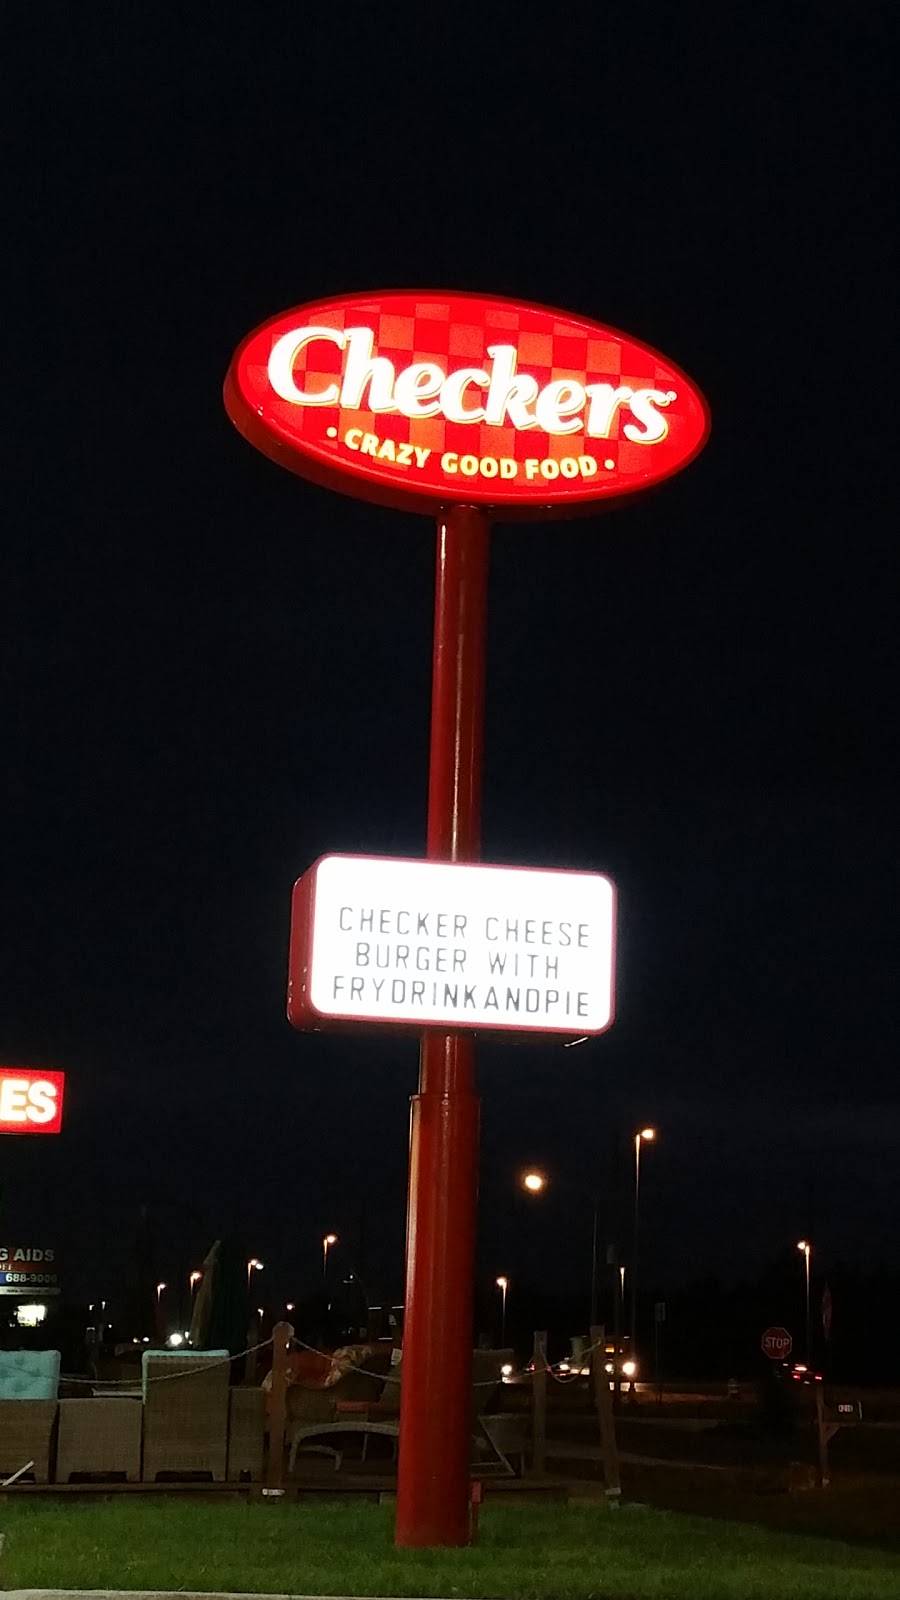 Checkers
• CRAZY GOOD FOOD •
CHECKER CHEESE
BURGER WITH
FRYDRINKANDPIE
ES
G AIDS
688-9000
STOP